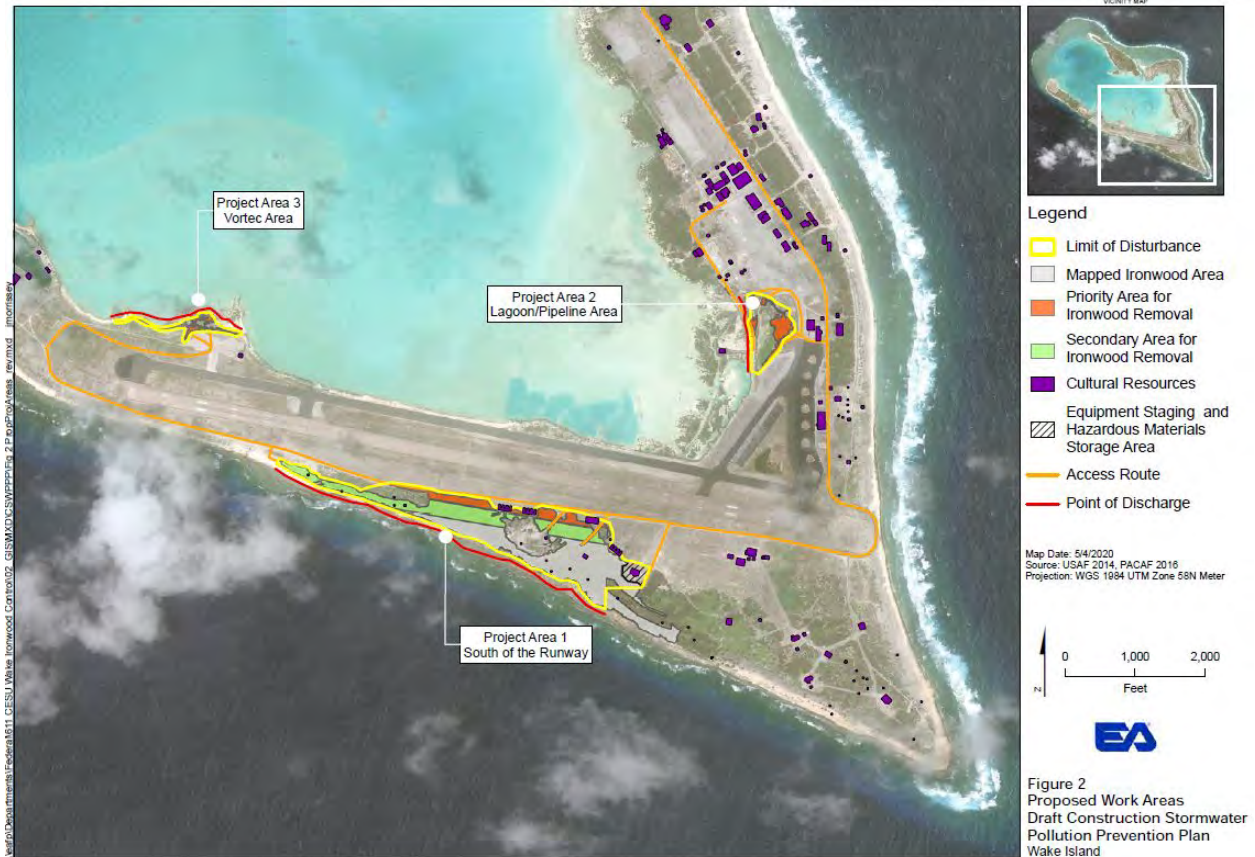 VICINITY MAP
Project Area 3
Vortec Area
Project Area 2
Lagoon/Pipeline Area
Project Area 1
South of the Runway
Legend
Limit of Disturbance
Mapped Ironwood Area
Priority Area for
Ironwood Removal
Secondary Area for
Ironwood Removal
Cultural Resources
Equipment Staging and
Hazardous Materials
Storage Area
Access Route
Point of Discharge
Map Date: 5/4/2020
Source: USAF 2014, PACAF 2016
Projection: WGS 1984 UTM Zone 58N Meter
N
0 1,000 2,000
Feet
EA
Figure 2
Proposed Work Areas
Draft Construction Stormwater
Pollution Prevention Plan
Wake Island